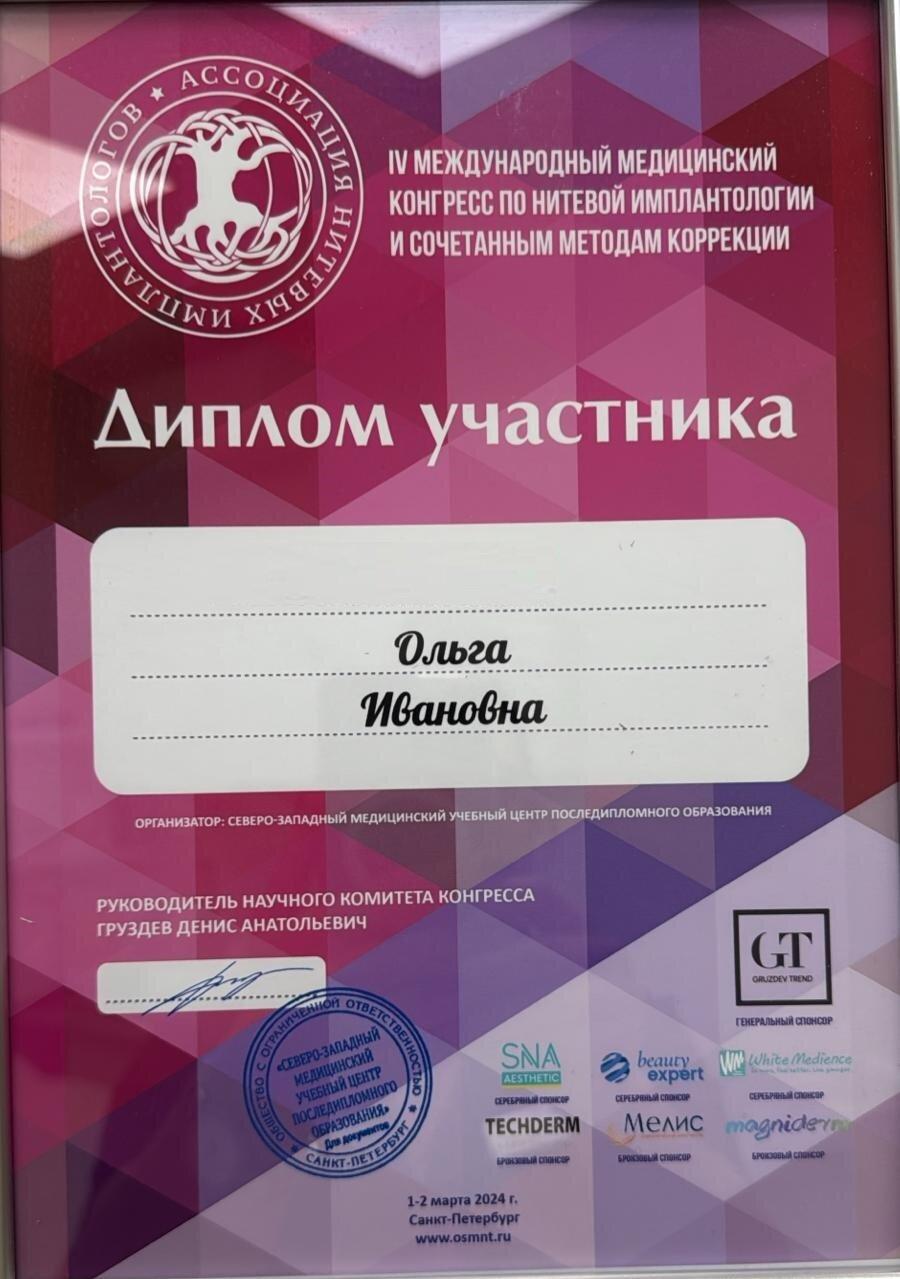 АССОЦИАЦИЯ НИТЕВЫХ ИМПЛАНТОЛОГОВ
IV МЕЖДУНАРОДНЫЙ МЕДИЦИНСКИЙ
КОНГРЕСС ПО НИТЕВОЙ ИМПЛАНТОЛОГИИ
И СОЧЕТАННЫМ МЕТОДАМ КОРРЕКЦИИ
Диплом участника
Ольга
Ивановна
ОРГАНИЗАТОР: СЕВЕРО-ЗАПАДНЫЙ МЕДИЦИНСКИЙ УЧЕБНЫЙ ЦЕНТР ПОСЛЕДИПЛОМНОГО ОБРАЗОВАНИЯ
РУКОВОДИТЕЛЬ НАУЧНОГО КОМИТЕТА КОНГРЕССА
ГРУЗДЕВ ДЕНИС АНАТОЛЬЕВИЧ
ОБЩЕСТВО С ОГРАНИЧЕННОЙ ОТВЕТСТВЕННОСТЬЮ
«СЕВЕРО-ЗАПАДНЫЙ
МЕДИЦИНСКИЙ
УЧЕБНЫЙ ЦЕНТР
ПОСЛЕДИПЛОМНОГО
ОБРАЗОВАНИЯ»
Для документов
САНКТ-ПЕТЕРБУРГ
GT
GRUZDEV TREND
ГЕНЕРАЛЬНЫЙ СПОНСОР
SNA
AESTHETIC
СЕРЕБРЯНЫЙ СПОНСОР
beauty
expert
СЕРЕБРЯНЫЙ СПОНСОР
WM White Medience
СЕРЕБРЯНЫЙ СПОНСОР
TECHDERM
БРОНЗОВЫЙ СПОНСОР
Мелис
БРОНЗОВЫЙ СПОНСОР
БРОНЗОВЫЙ СПОНСОР
1-2 марта 2024 г.
Санкт-Петербург
www.osmnt.ru